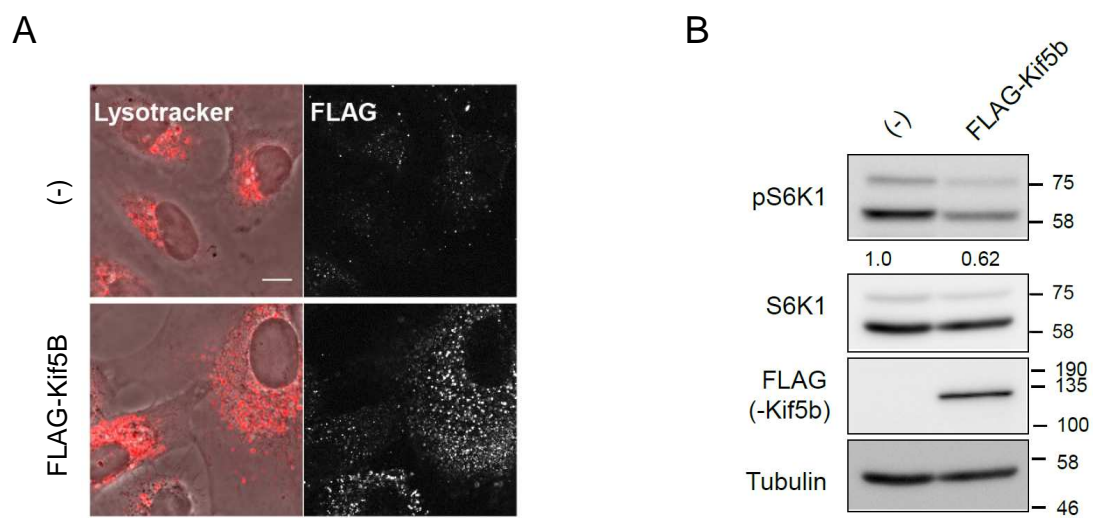 A
Lysotracker FLAG
(-)
FLAG-Kif5B
B
(-) FLAG-Kif5b
pS6K1
75
58
1.0 0.62
S6K1
75
58
FLAG
(-Kif5b)
190
135
100
Tubulin
58
46